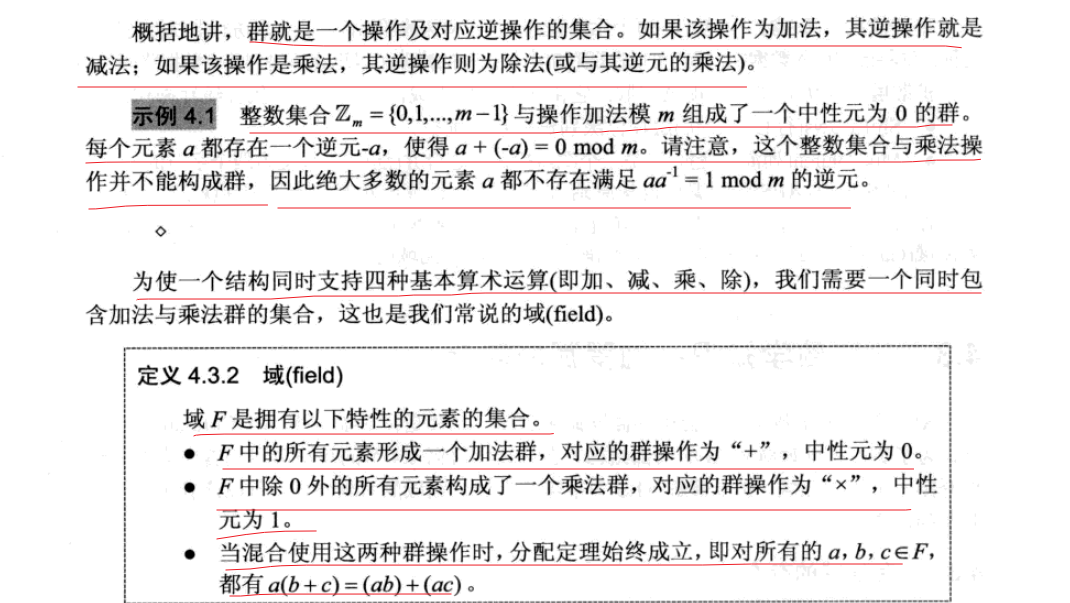 概括地讲，群就是一个操作及对应逆操作的集合。如果该操作为加法，其逆操作就是
减法；如果该操作是乘法，其逆操作则为除法(或与其逆元的乘法)。
示例 4.1 整数集合 ℤₘ = {0,1,...,m−1} 与操作加法模 m 组成了一个中性元为 0 的群。
每个元素 a 都存在一个逆元-a，使得 a + (-a) = 0 mod m。请注意，这个整数集合与乘法操
作并不能构成群，因此绝大多数的元素 a 都不存在满足 aa⁻¹ = 1 mod m 的逆元。
◇
为使一个结构同时支持四种基本算术运算(即加、减、乘、除)，我们需要一个同时包
含加法与乘法群的集合，这也是我们常说的域(field)。
定义 4.3.2 域(field)
域 F 是拥有以下特性的元素的集合。
● F 中的所有元素形成一个加法群，对应的群操作为“+”，中性元为 0。
● F 中除 0 外的所有元素构成了一个乘法群，对应的群操作为“×”，中性
元为 1。
● 当混合使用这两种群操作时，分配定理始终成立，即对所有的 a，b，c∈F，
都有 a(b+c)=(ab)+(ac)。